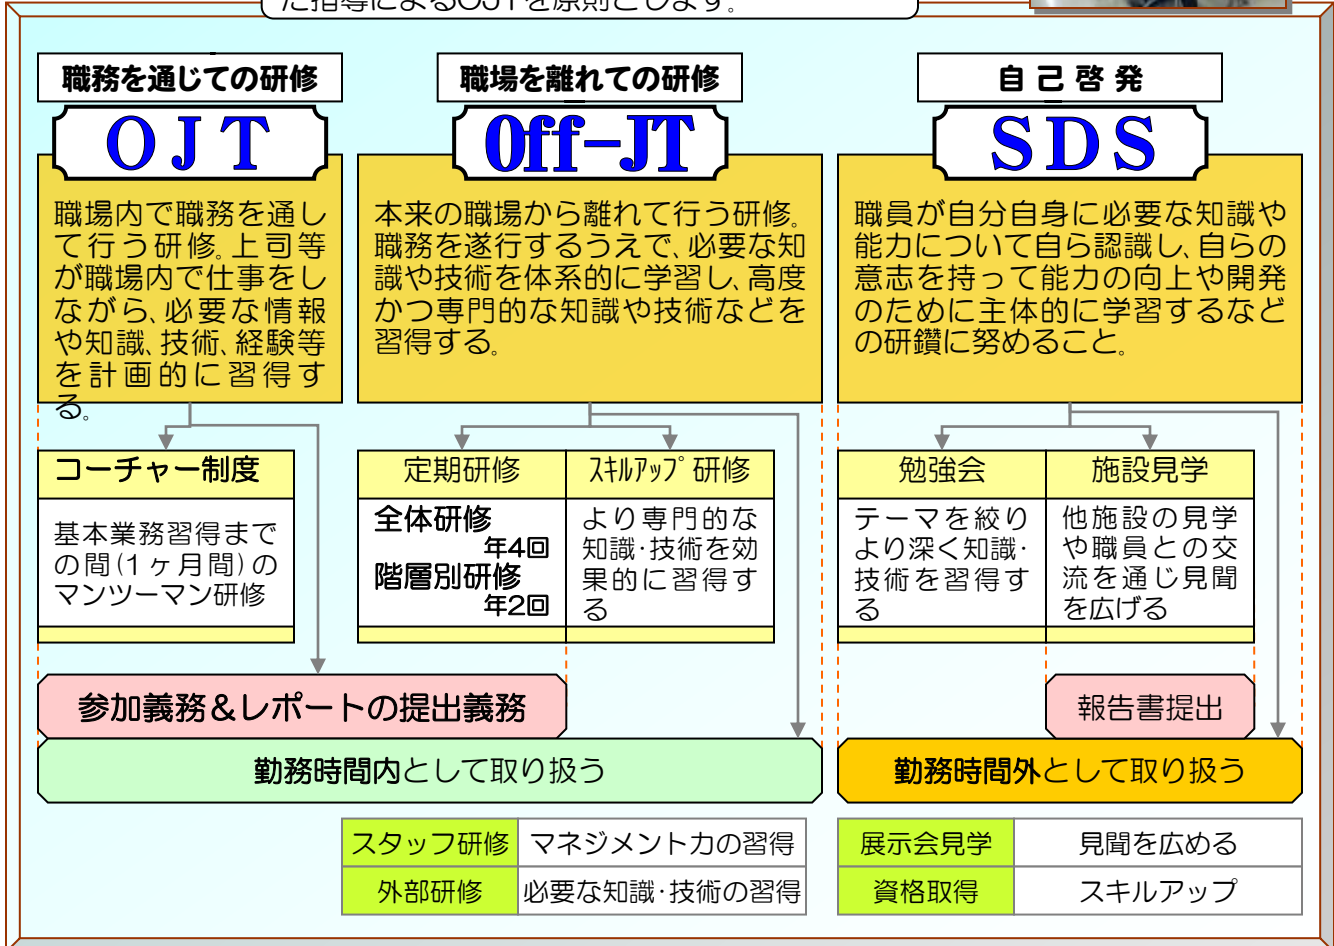 た指導によるOJTを原則とします。
職務を通じての研修
OJT
職場内で職務を通し
て行う研修。上司等
が職場内で仕事をし
ながら、必要な情報
や知識、技術、経験等
を計画的に習得す
る。
職場を離れての研修
Off-JT
本来の職場から離れて行う研修。
職務を遂行するうえで、必要な知
識や技術を体系的に学習し、高度
かつ専門的な知識や技術などを
習得する。
自己啓発
SDS
職員が自分自身に必要な知識や
能力について自ら認識し、自らの
意志を持って能力の向上や開発
のために主体的に学習するなど
の研鑽に努めること。
コーチャー制度
基本業務習得まで
の間(1ヶ月間)の
マンツーマン研修
定期研修
全体研修
年4回
階層別研修
年2回
スキルアップ研修
より専門的な
知識・技術を効
果的に習得す
る
勉強会
テーマを絞り
より深く知識・
技術を習得す
る
施設見学
他施設の見学
や職員との交
流を通じ見聞
を広げる
参加義務&レポートの提出義務
報告書提出
勤務時間内として取り扱う
勤務時間外として取り扱う
スタッフ研修 マネジメント力の習得
外部研修 必要な知識・技術の習得
展示会見学 見聞を広める
資格取得 スキルアップ